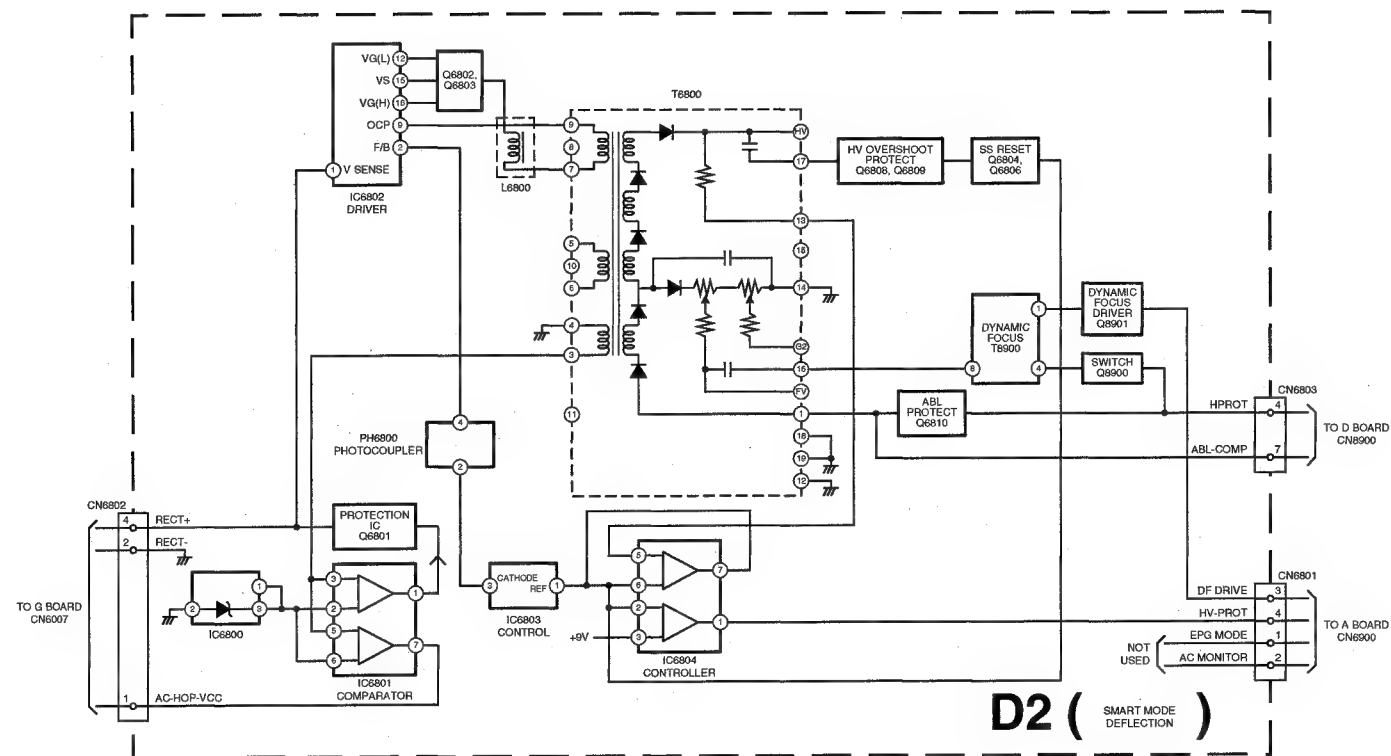 VG(L) 12
VS 15
VG(H) 16
OCP 9
F/B 2
1 V SENSE
IC6802
DRIVER
Q6802,
Q6803
L6800
T6800
9
8
7
5
10
6
4
3
11
HV
17
13
15
14
G2
16
FV
1
18
19
12
HV OVERSHOOT
PROTECT
Q6808, Q6809
SS RESET
Q6804,
Q6806
DYNAMIC
FOCUS
T8900
1
8
4
DYNAMIC
FOCUS
DRIVER
Q8901
SWITCH
Q8900
ABL
PROTECT
Q6810
CN6803
HPROT 4
ABL-COMP 7
TO D BOARD
CN8900
4
PH6800
PHOTOCOUPLER
2
CN6802
4 RECT+
2 RECT-
1 AC-HOP-VCC
TO G BOARD
CN6007
PROTECTION
IC
Q6801
1
2 3
IC6800
3
2
1
5
6
7
IC6801
COMPARATOR
3 CATHODE
REF 1
IC6803
CONTROL
+9V
5
6
7
2
3
1
IC6804
CONTROLLER
CN6801
DF DRIVE 3
HV-PROT 4
EPG MODE 1
AC MONITOR 2
NOT
USED
TO A BOARD
CN6900
D2 ( SMART MODE
DEFLECTION )